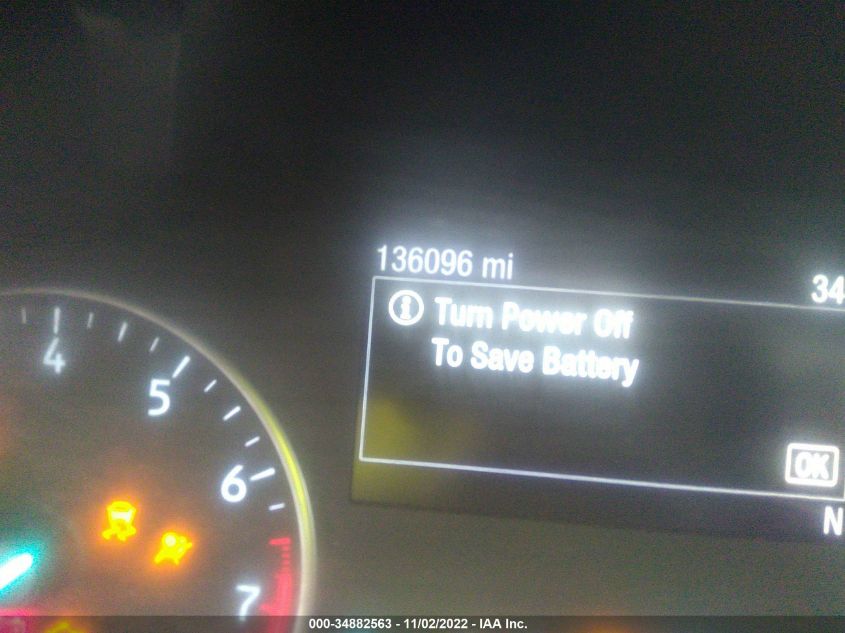 136096 mi
34
Turn Power Off
To Save Battery
OK
N
4
5
6
7
000-34882563 - 11/02/2022 - IAA Inc.